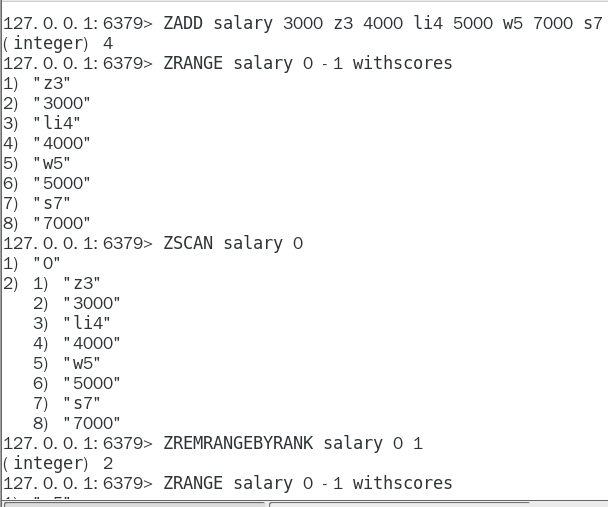 127.0.0.1:6379> ZADD salary 3000 z3 4000 li4 5000 w5 7000 s7
(integer) 4
127.0.0.1:6379> ZRANGE salary 0 -1 withscores
1) "z3"
2) "3000"
3) "li4"
4) "4000"
5) "w5"
6) "5000"
7) "s7"
8) "7000"
127.0.0.1:6379> ZSCAN salary 0
1) "0"
2) 1) "z3"
   2) "3000"
   3) "li4"
   4) "4000"
   5) "w5"
   6) "5000"
   7) "s7"
   8) "7000"
127.0.0.1:6379> ZREMRANGEBYRANK salary 0 1
(integer) 2
127.0.0.1:6379> ZRANGE salary 0 -1 withscores